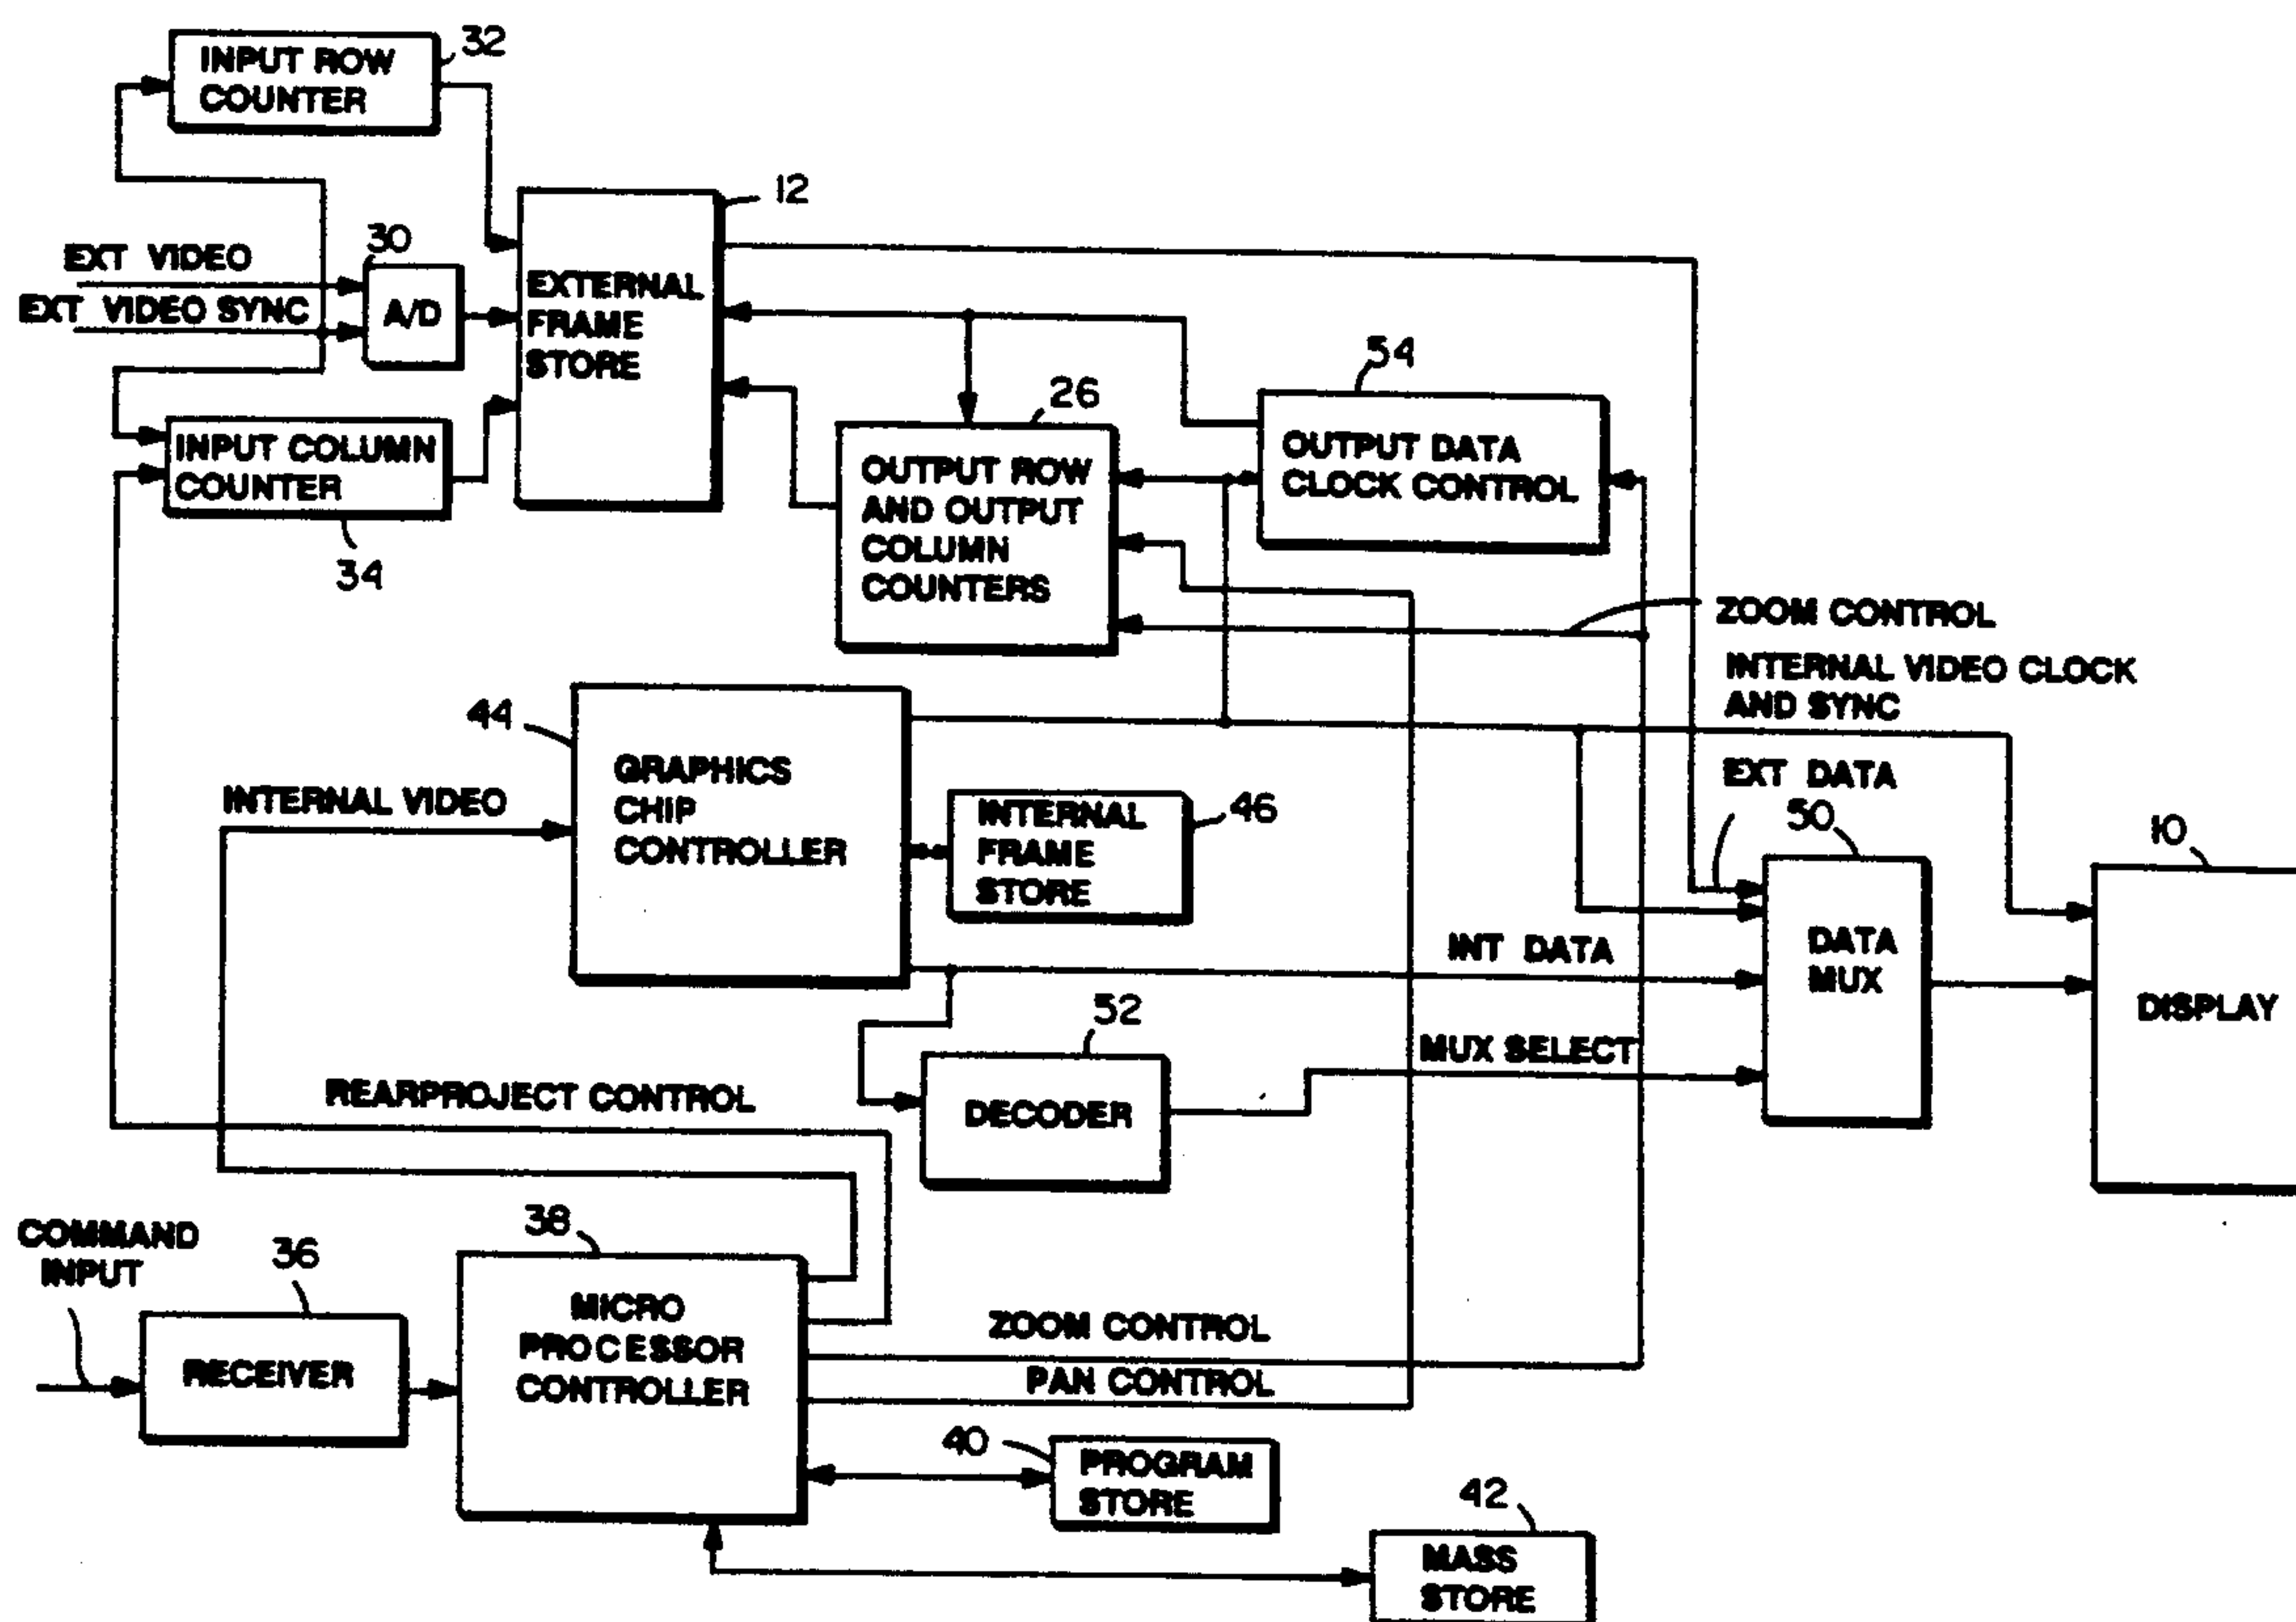 INPUT ROW
COUNTER
32
12
EXT VIDEO
EXT VIDEO SYNC
30
A/D
EXTERNAL
FRAME
STORE
INPUT COLUMN
COUNTER
34
26
OUTPUT ROW
AND OUTPUT
COLUMN
COUNTERS
54
OUTPUT DATA
CLOCK CONTROL
ZOOM CONTROL
INTERNAL VIDEO CLOCK
AND SYNC
44
GRAPHICS
CHIP
CONTROLLER
INTERNAL VIDEO
INTERNAL
FRAME
STORE
46
EXT DATA
50
10
INT DATA
DATA
MUX
DISPLAY
52
MUX SELECT
DECODER
REARPROJECT CONTROL
COMMAND
INPUT
36
RECEIVER
38
MICRO
PROCESSOR
CONTROLLER
ZOOM CONTROL
PAN CONTROL
40
PROGRAM
STORE
42
MASS
STORE